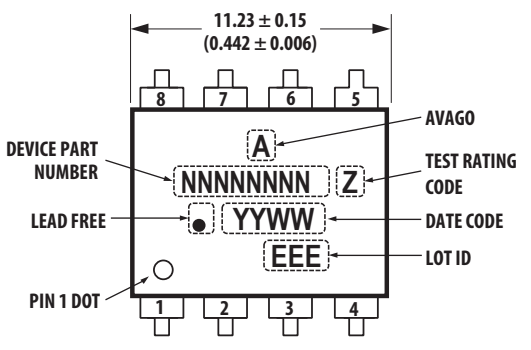 11.23 ± 0.15
(0.442 ± 0.006)
8 7 6 5
A
AVAGO
DEVICE PART
NUMBER
NNNNNNNN Z
TEST RATING
CODE
LEAD FREE
YYWW
DATE CODE
EEE
LOT ID
PIN 1 DOT
1 2 3 4